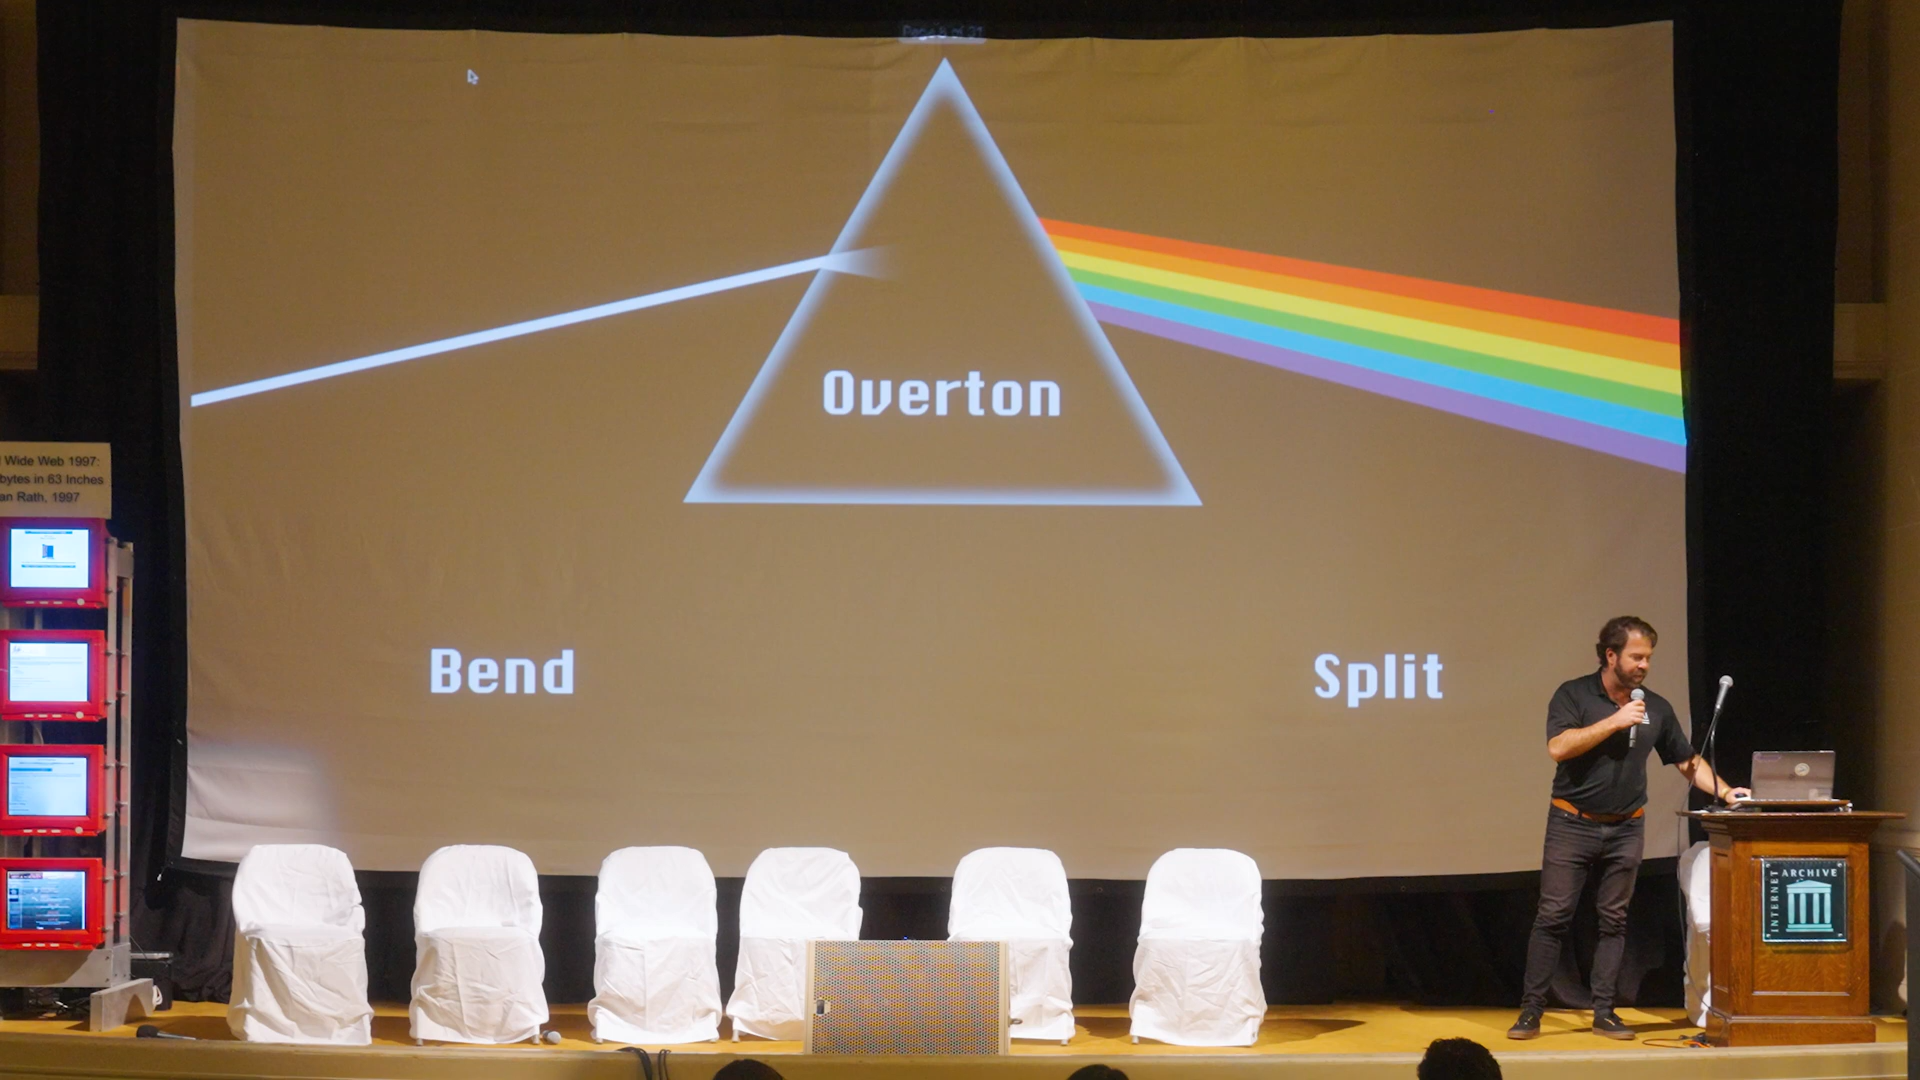 Overton
Bend
Split
Wide Web 1997:
bytes in 63 Inches
an Rath, 1997
INTERNET
ARCHIVE